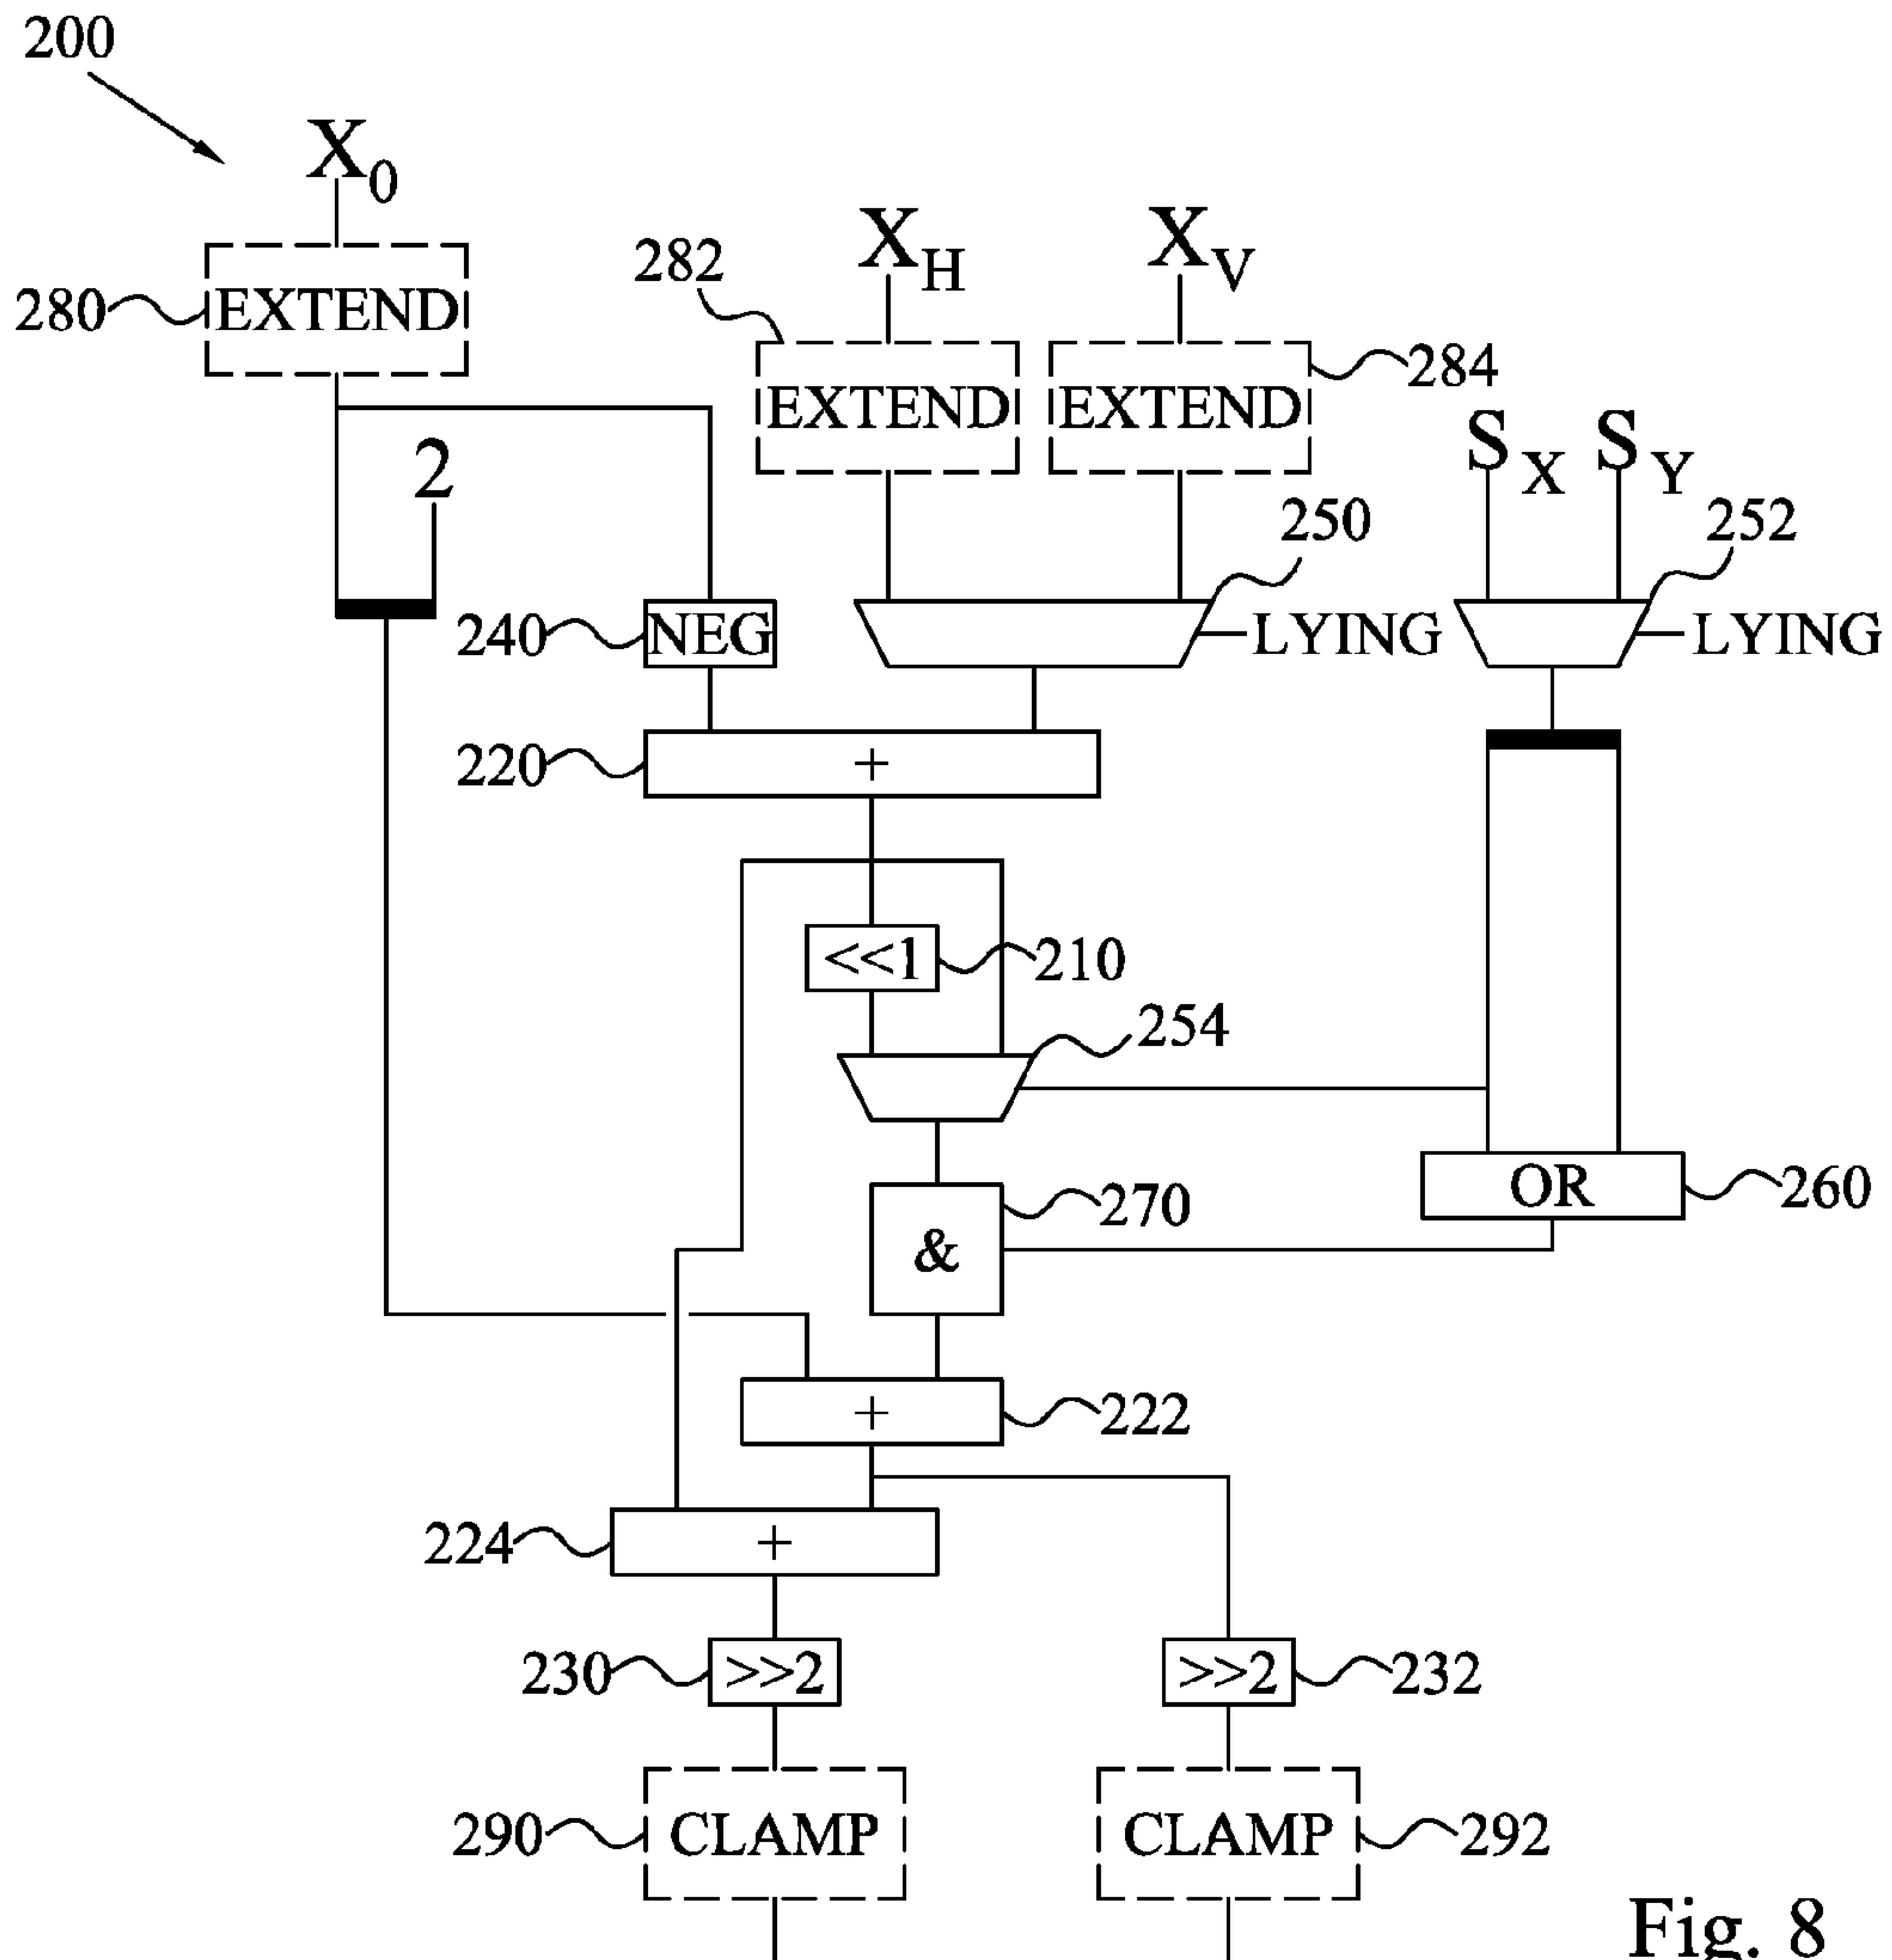 200
X0
XH
XV
282
280
EXTEND
284
EXTEND
EXTEND
SX
SY
2
250
252
240
NEG
LYING
LYING
220
+
<<1
210
254
270
OR
260
&
+
222
224
+
230
>>2
>>2
232
290
CLAMP
CLAMP
292
Fig. 8